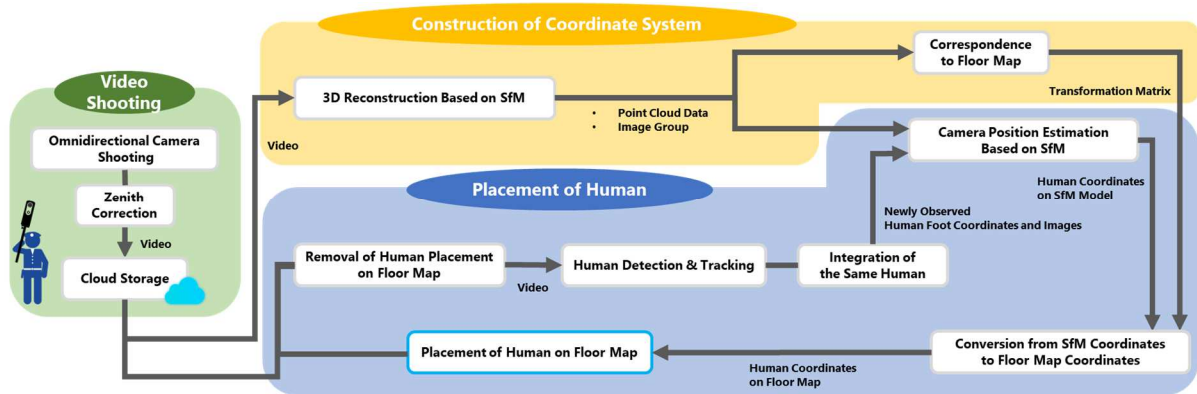 Construction of Coordinate System
Video
Shooting
Omnidirectional Camera
Shooting
Zenith
Correction
Video
Cloud Storage
Video
3D Reconstruction Based on SfM
• Point Cloud Data
• Image Group
Correspondence
to Floor Map
Transformation Matrix
Camera Position Estimation
Based on SfM
Human Coordinates
on SfM Model
Placement of Human
Newly Observed
Human Foot Coordinates and Images
Removal of Human Placement
on Floor Map
Video
Human Detection & Tracking
Integration of
the Same Human
Placement of Human on Floor Map
Human Coordinates
on Floor Map
Conversion from SfM Coordinates
to Floor Map Coordinates